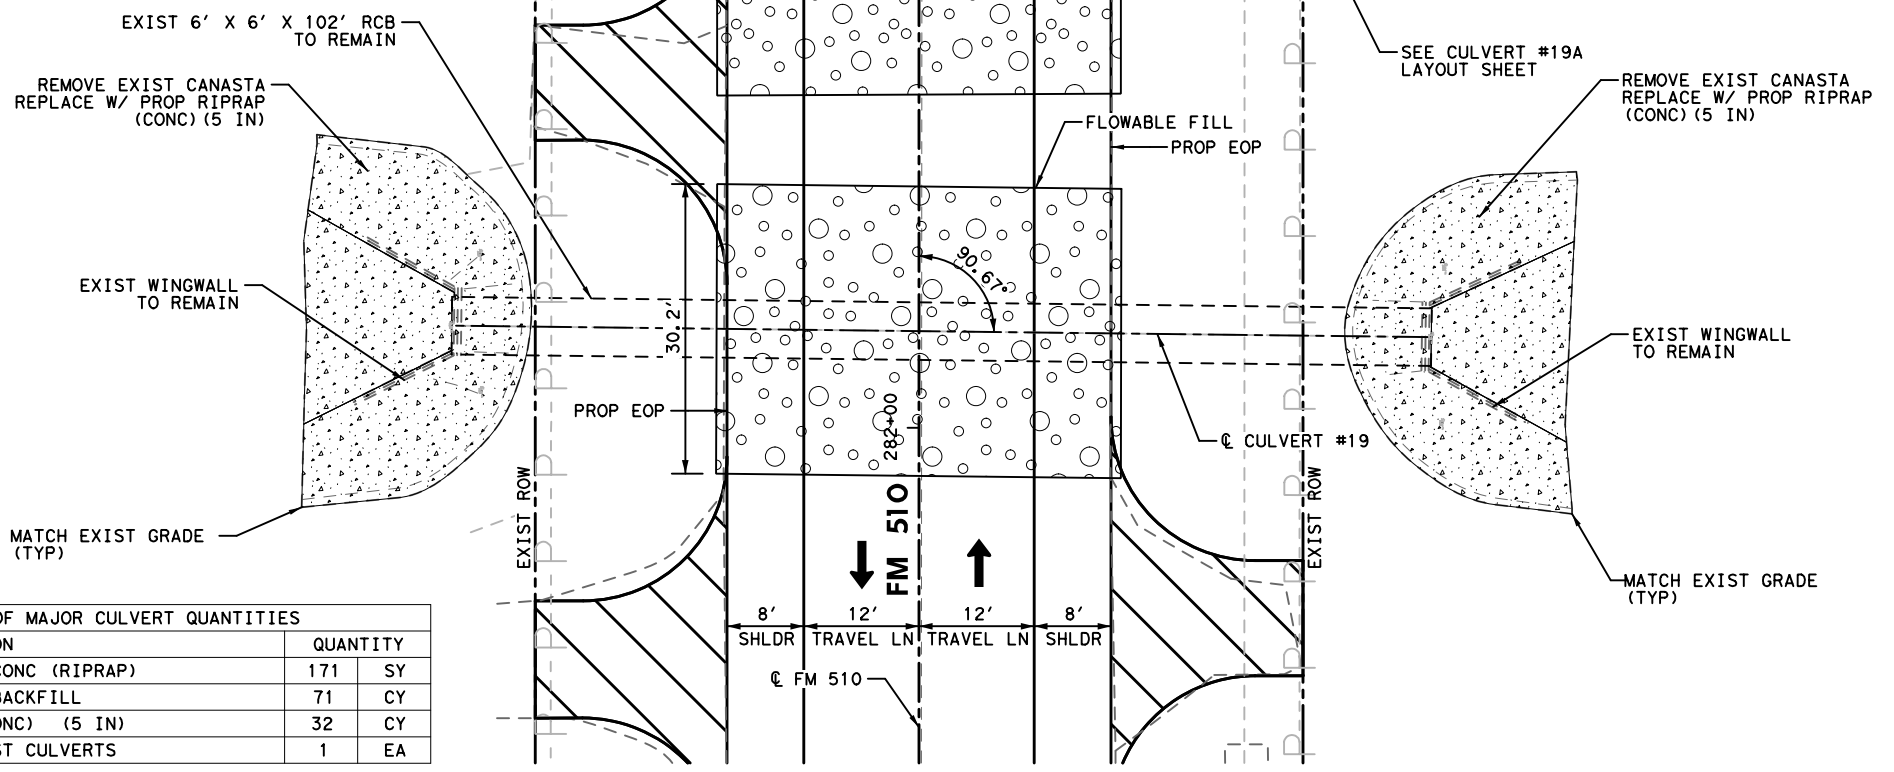 EXIST 6' X 6' X 102' RCB
TO REMAIN
REMOVE EXIST CANASTA
REPLACE W/ PROP RIPRAP
(CONC)(5 IN)
EXIST WINGWALL
TO REMAIN
MATCH EXIST GRADE
(TYP)
SEE CULVERT #19A
LAYOUT SHEET
REMOVE EXIST CANASTA
REPLACE W/ PROP RIPRAP
(CONC)(5 IN)
FLOWABLE FILL
PROP EOP
90.67°
30.2'
EXIST WINGWALL
TO REMAIN
PROP EOP
282+00
℄ CULVERT #19
EXIST ROW
EXIST ROW
FM 510
MATCH EXIST GRADE
(TYP)
8' 12' 12' 8'
SHLDR TRAVEL LN TRAVEL LN SHLDR
℄ FM 510
P P P P P P P P P
P P P P P P P P P
OF MAJOR CULVERT QUANTITIES
ON QUANTITY
CONC (RIPRAP) 171 SY
BACKFILL 71 CY
ONC) (5 IN) 32 CY
ST CULVERTS 1 EA